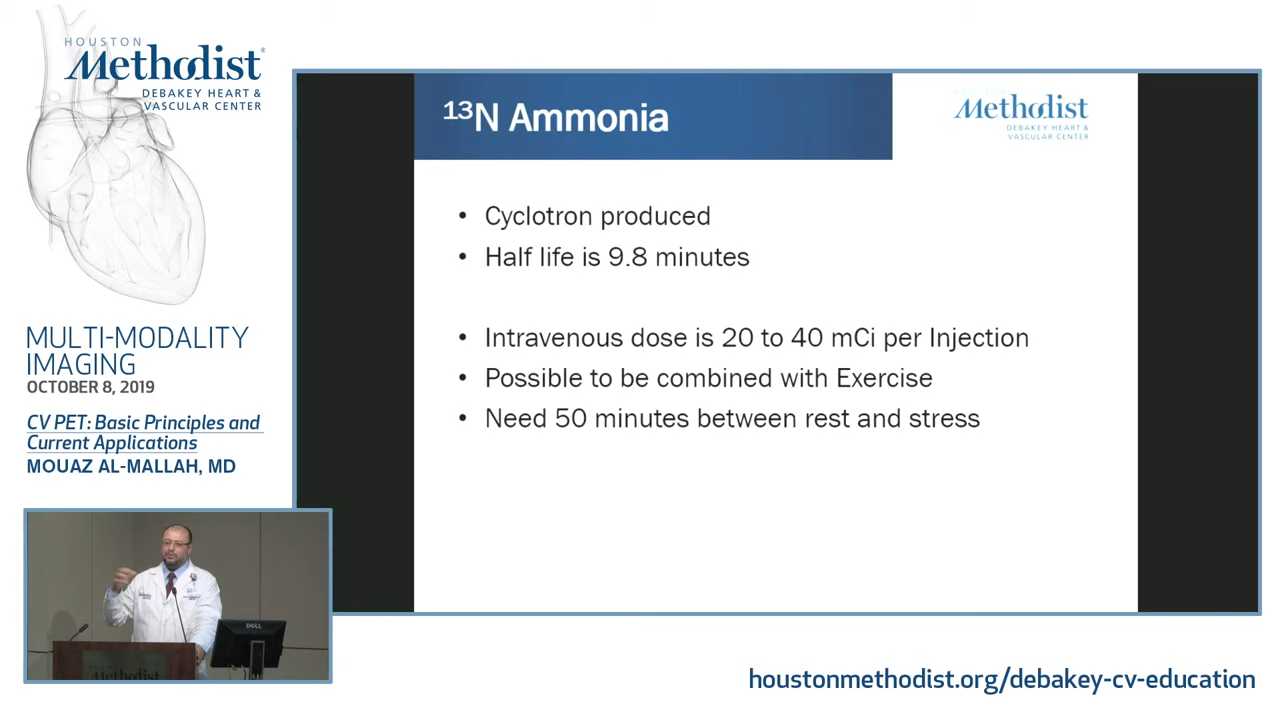 HOUSTON
Methodist®
DEBAKEY HEART &
VASCULAR CENTER
MULTI-MODALITY
IMAGING
OCTOBER 8, 2019
CV PET: Basic Principles and
Current Applications
MOUAZ AL-MALLAH, MD
¹³N Ammonia
Methodist
DEBAKEY HEART &
VASCULAR CENTER
• Cyclotron produced
• Half life is 9.8 minutes
• Intravenous dose is 20 to 40 mCi per Injection
• Possible to be combined with Exercise
• Need 50 minutes between rest and stress
DELL
Methodist
houstonmethodist.org/debakey-cv-education